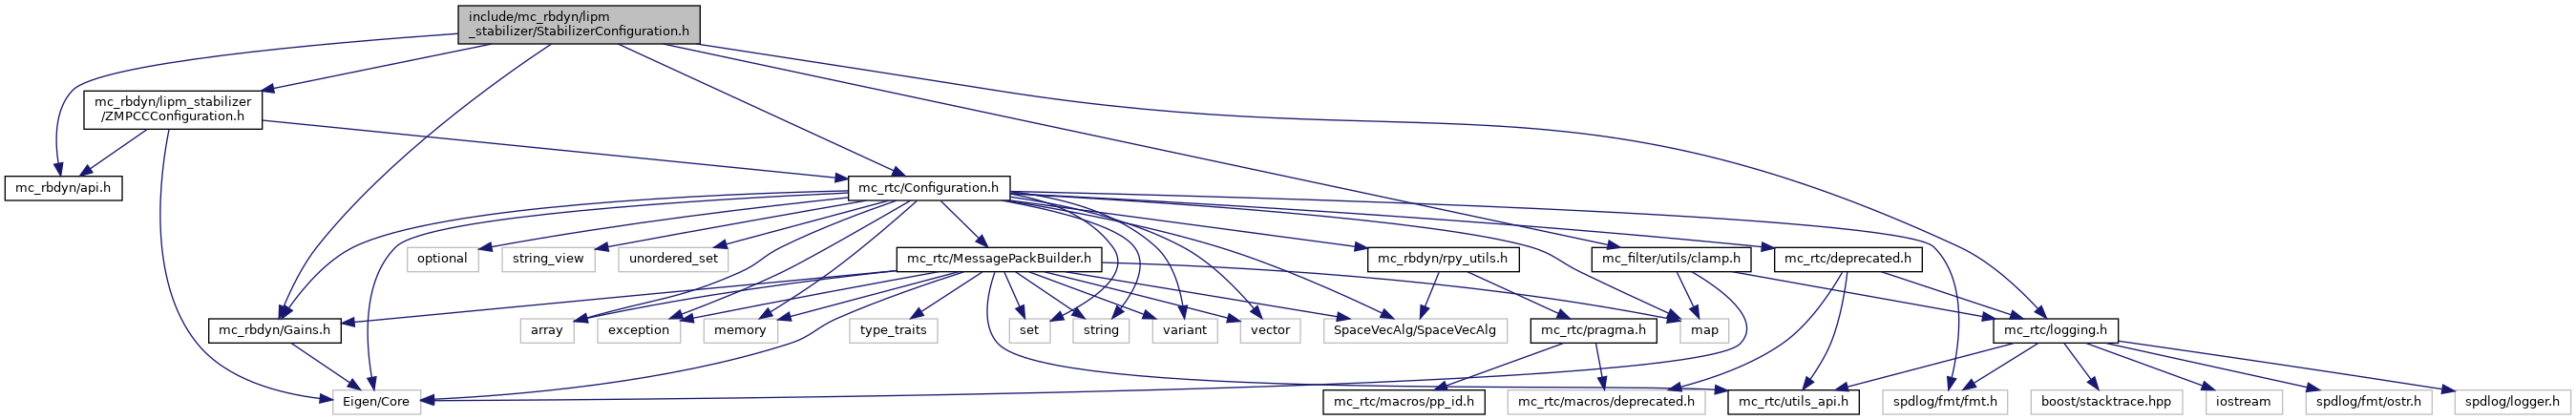 include/mc_rbdyn/lipm
_stabilizer/StabilizerConfiguration.h
mc_rbdyn/lipm_stabilizer
/ZMPCCConfiguration.h
mc_rbdyn/api.h
mc_rtc/Configuration.h
optional
string_view
unordered_set
mc_rtc/MessagePackBuilder.h
mc_rbdyn/rpy_utils.h
mc_filter/utils/clamp.h
mc_rtc/deprecated.h
mc_rbdyn/Gains.h
array
exception
memory
type_traits
set
string
variant
vector
SpaceVecAlg/SpaceVecAlg
mc_rtc/pragma.h
map
mc_rtc/logging.h
Eigen/Core
mc_rtc/macros/pp_id.h
mc_rtc/macros/deprecated.h
mc_rtc/utils_api.h
spdlog/fmt/fmt.h
boost/stacktrace.hpp
iostream
spdlog/fmt/ostr.h
spdlog/logger.h